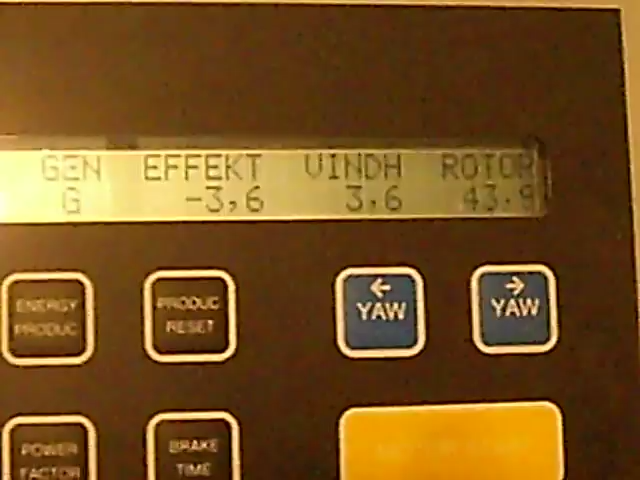 GEN EFFEKT VINDH ROTOR
G -3,6 3,6 43.9
ENERGY PRODUC
PRODUC RESET
← YAW
→ YAW
POWER FACTOR
BRAKE TIME